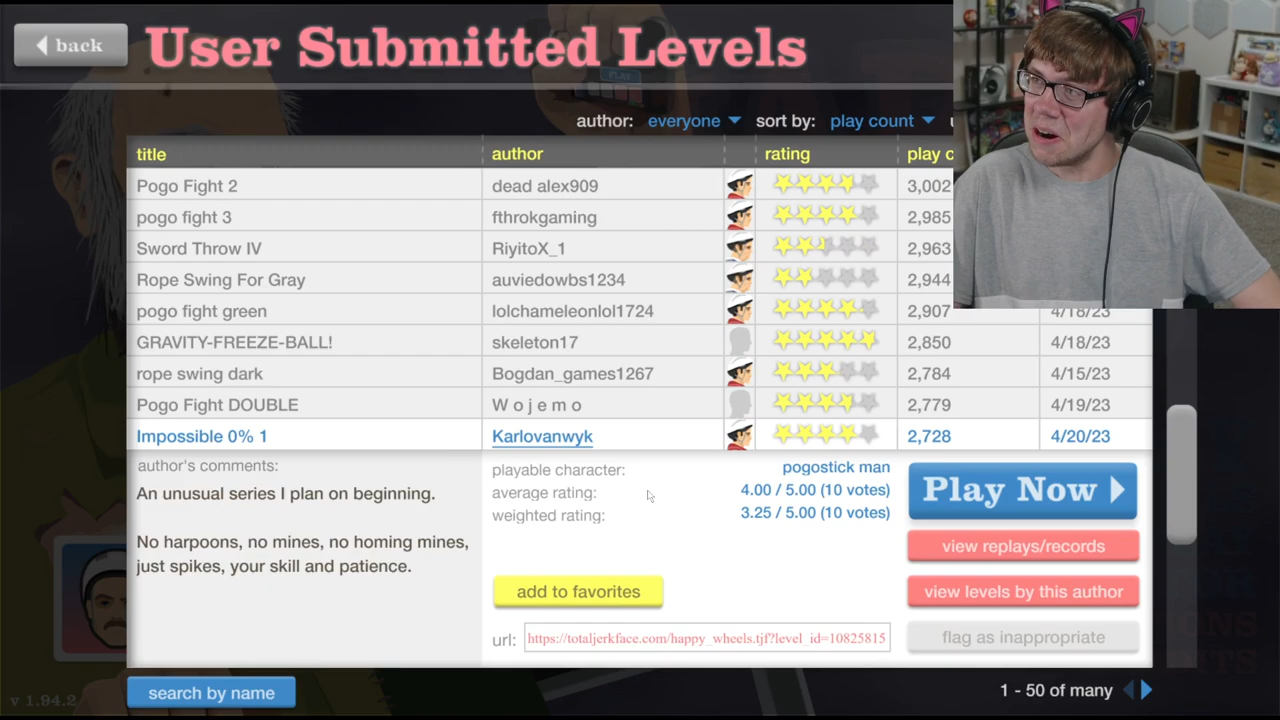 back
User Submitted Levels
PLAY
author: everyone sort by: play count
title author rating play c
Pogo Fight 2 dead alex909 3,002
pogo fight 3 fthrokgaming 2,985
Sword Throw IV RiyitoX_1 2,963
Rope Swing For Gray auviedowbs1234 2,944
pogo fight green lolchameleonlol1724 2,907 4/18/23
GRAVITY-FREEZE-BALL! skeleton17 2,850 4/18/23
rope swing dark Bogdan_games1267 2,784 4/15/23
Pogo Fight DOUBLE W o j e m o 2,779 4/19/23
Impossible 0% 1 Karlovanwyk 2,728 4/20/23
author's comments:
An unusual series I plan on beginning.
No harpoons, no mines, no homing mines,
just spikes, your skill and patience.
playable character: pogostick man
average rating: 4.00 / 5.00 (10 votes)
weighted rating: 3.25 / 5.00 (10 votes)
add to favorites
url: https://totaljerkface.com/happy_wheels.tjf?level_id=10825815
Play Now
view replays/records
view levels by this author
flag as inappropriate
v 1.94.2
search by name
1 - 50 of many